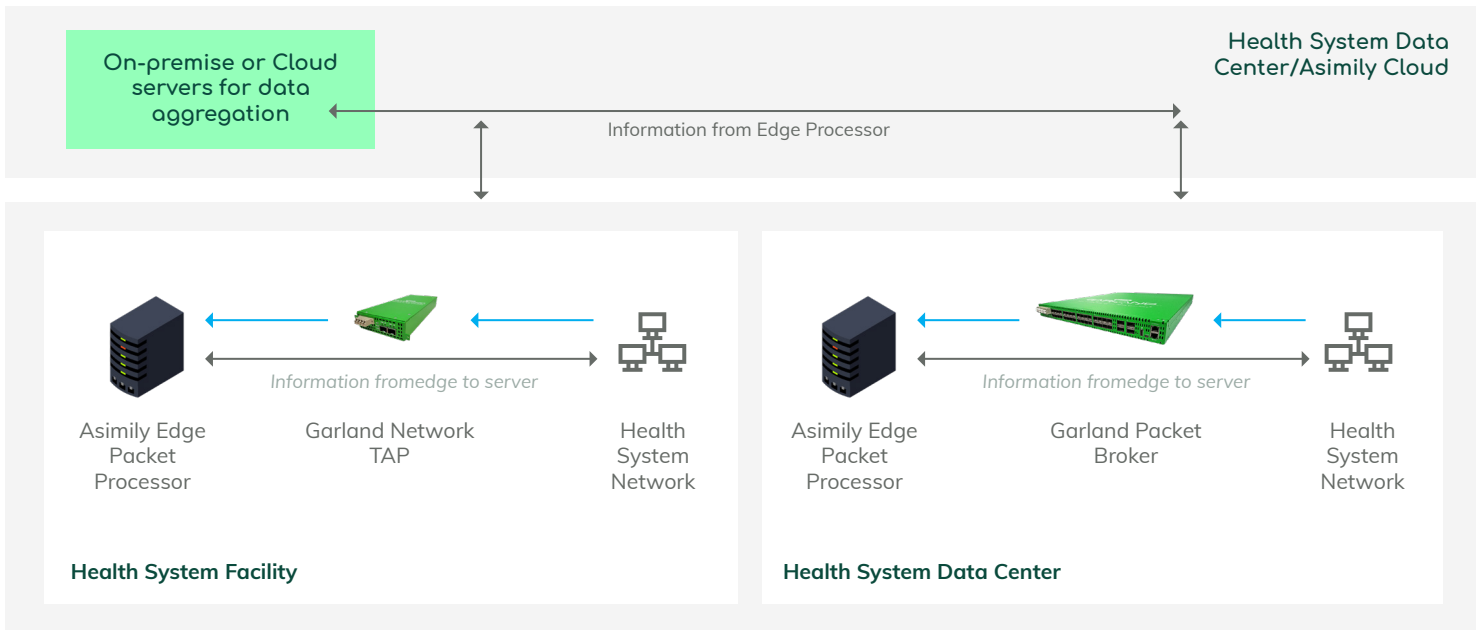 On-premise or Cloud
servers for data
aggregation
Health System Data
Center/Asimily Cloud
Information from Edge Processor
Information fromedge to server
Asimily Edge
Packet
Processor
Garland Network
TAP
Health
System
Network
Health System Facility
Information fromedge to server
Asimily Edge
Packet
Processor
Garland Packet
Broker
Health
System
Network
Health System Data Center